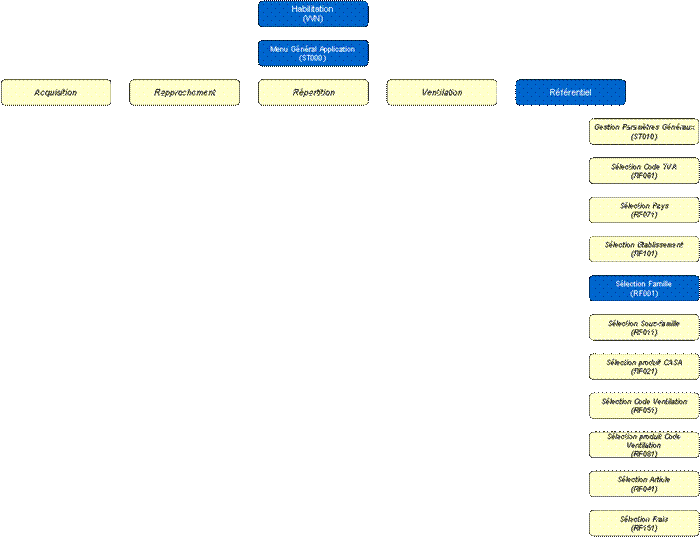 Habilitation
(VVN)
Menu Général Application
(ST000)
Acquisition
Rapprochement
Répartition
Ventilation
Référentiel
Gestion Paramètres Généraux
(ST010)
Sélection Code TVA
(RF061)
Sélection Pays
(RF071)
Sélection Etablissement
(RF101)
Sélection Famille
(RF001)
Sélection Sous-famille
(RF011)
Sélection produit CASA
(RF021)
Sélection Code Ventilation
(RF051)
Sélection produit Code
Ventilation
(RF081)
Sélection Article
(RF041)
Sélection Frais
(RF151)